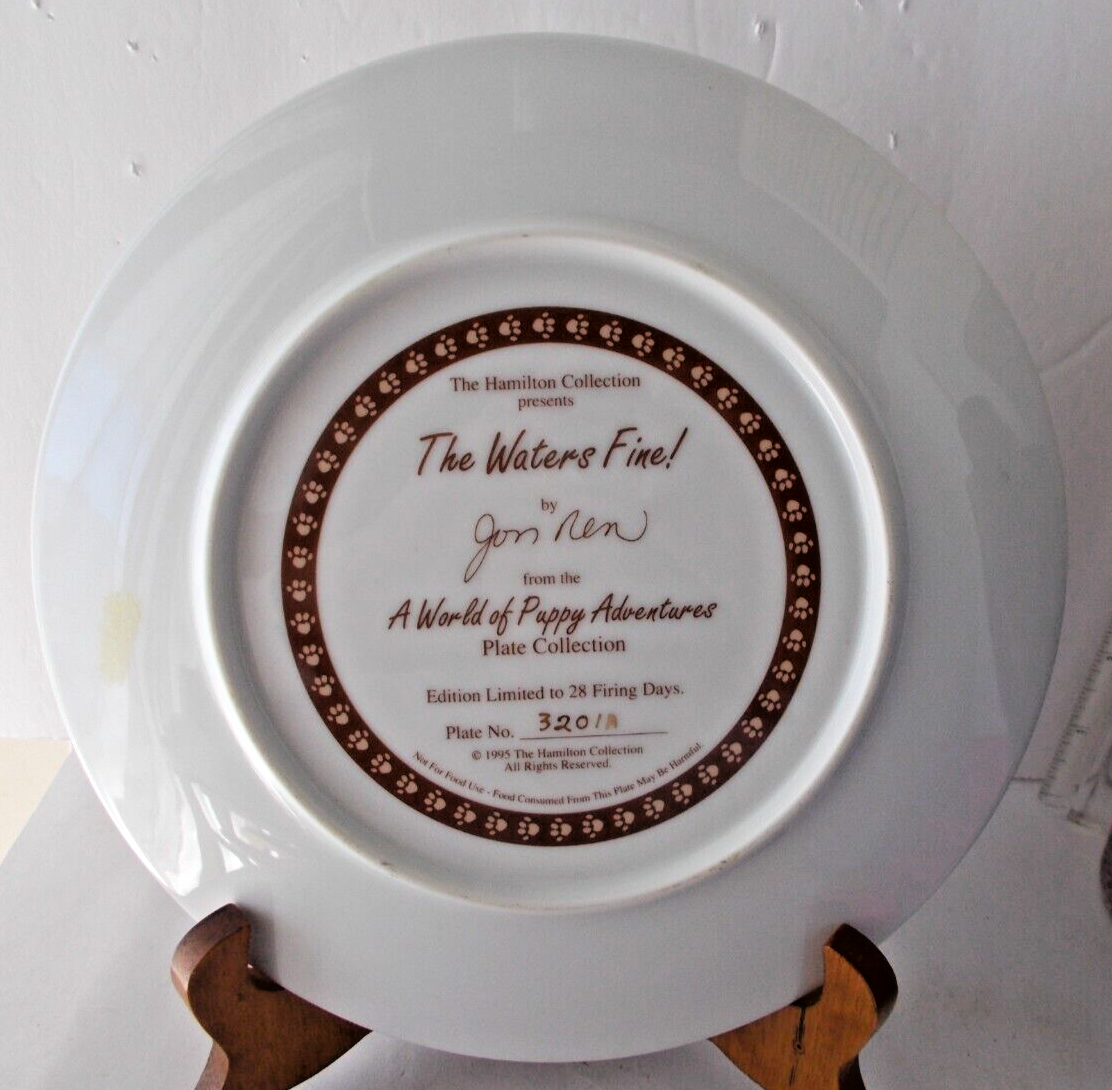 The Hamilton Collection
presents
The Waters Fine!
by
Jon Ren
from the
A World of Puppy Adventures
Plate Collection
Edition Limited to 28 Firing Days.
Plate No. 3201A
© 1995 The Hamilton Collection
All Rights Reserved.
Not For Food Use - Food Consumed From This Plate May Be Harmful.